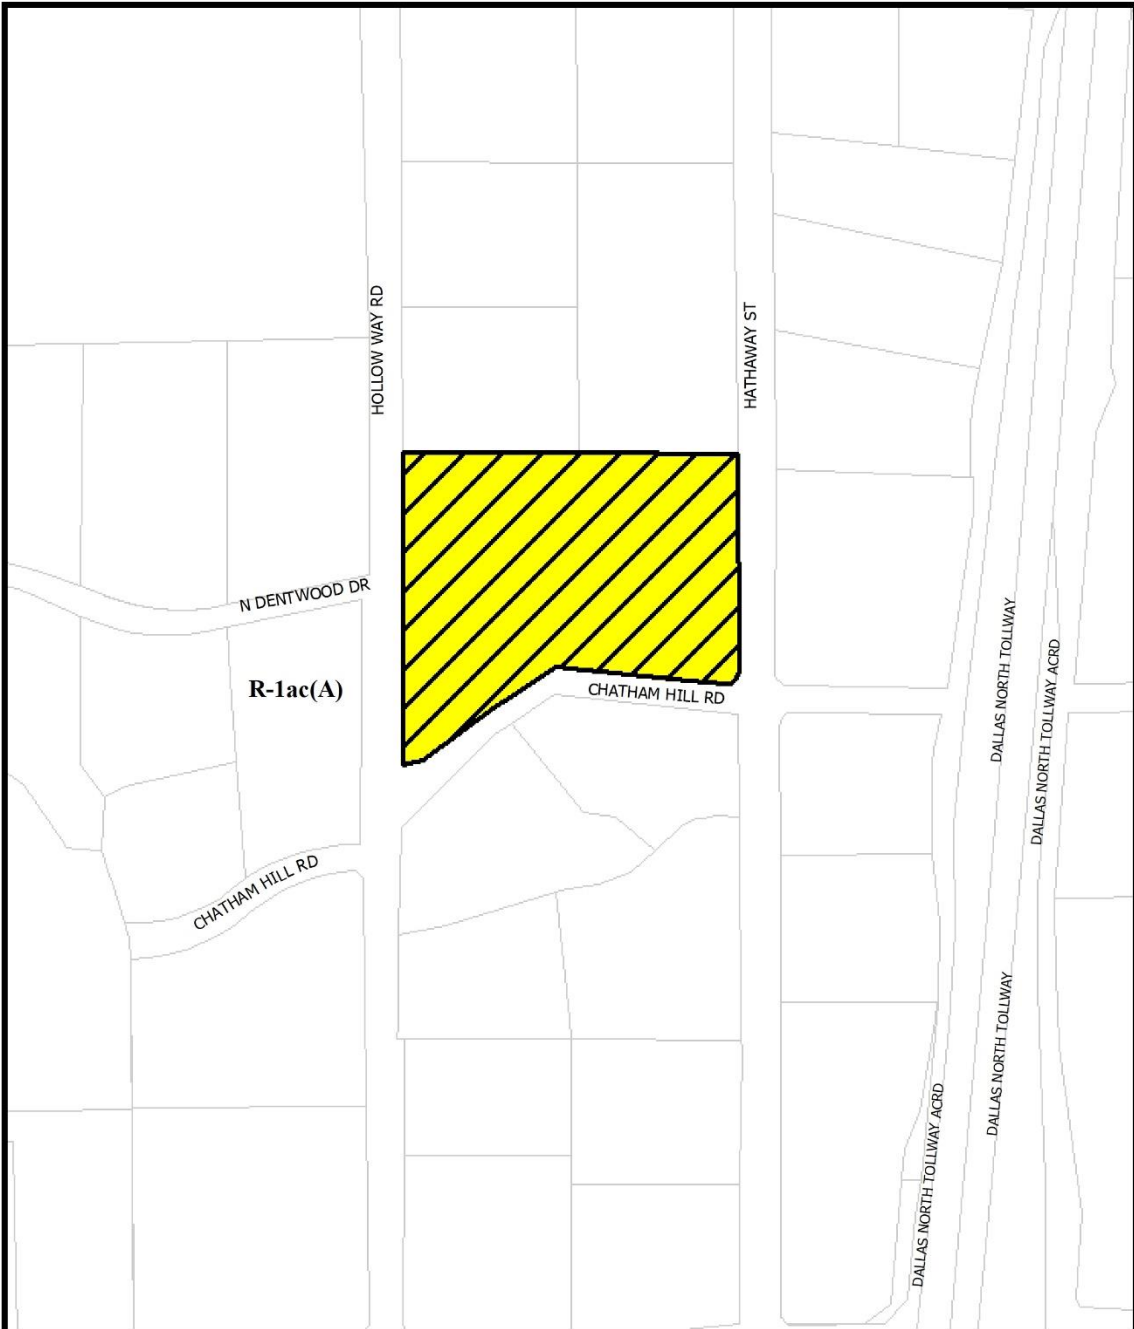 HOLLOW WAY RD
HATHAWAY ST
N DENTWOOD DR
R-1ac(A)
CHATHAM HILL RD
DALLAS NORTH TOLLWAY
DALLAS NORTH TOLLWAY ACRD
CHATHAM HILL RD
DALLAS NORTH TOLLWAY
DALLAS NORTH TOLLWAY ACRD